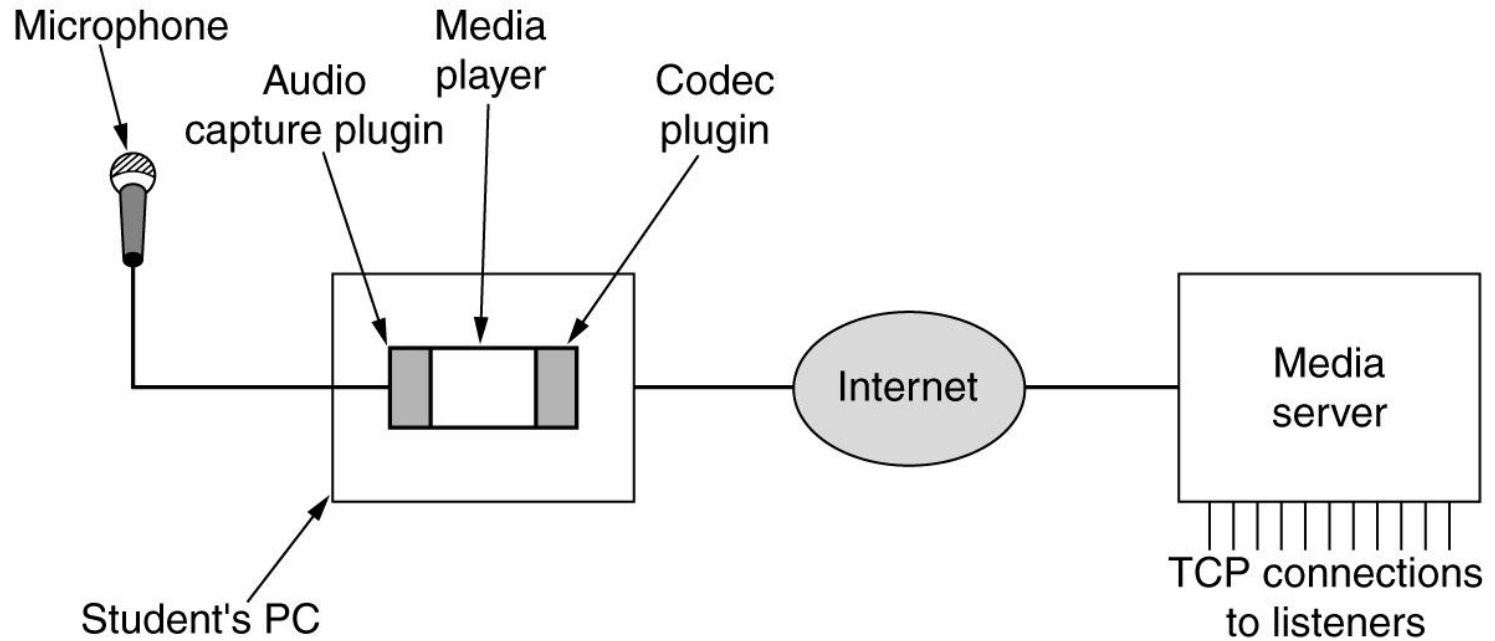 Microphone
Media
player
Audio
capture plugin
Codec
plugin
Internet
Media
server
Student's PC
TCP connections
to listeners